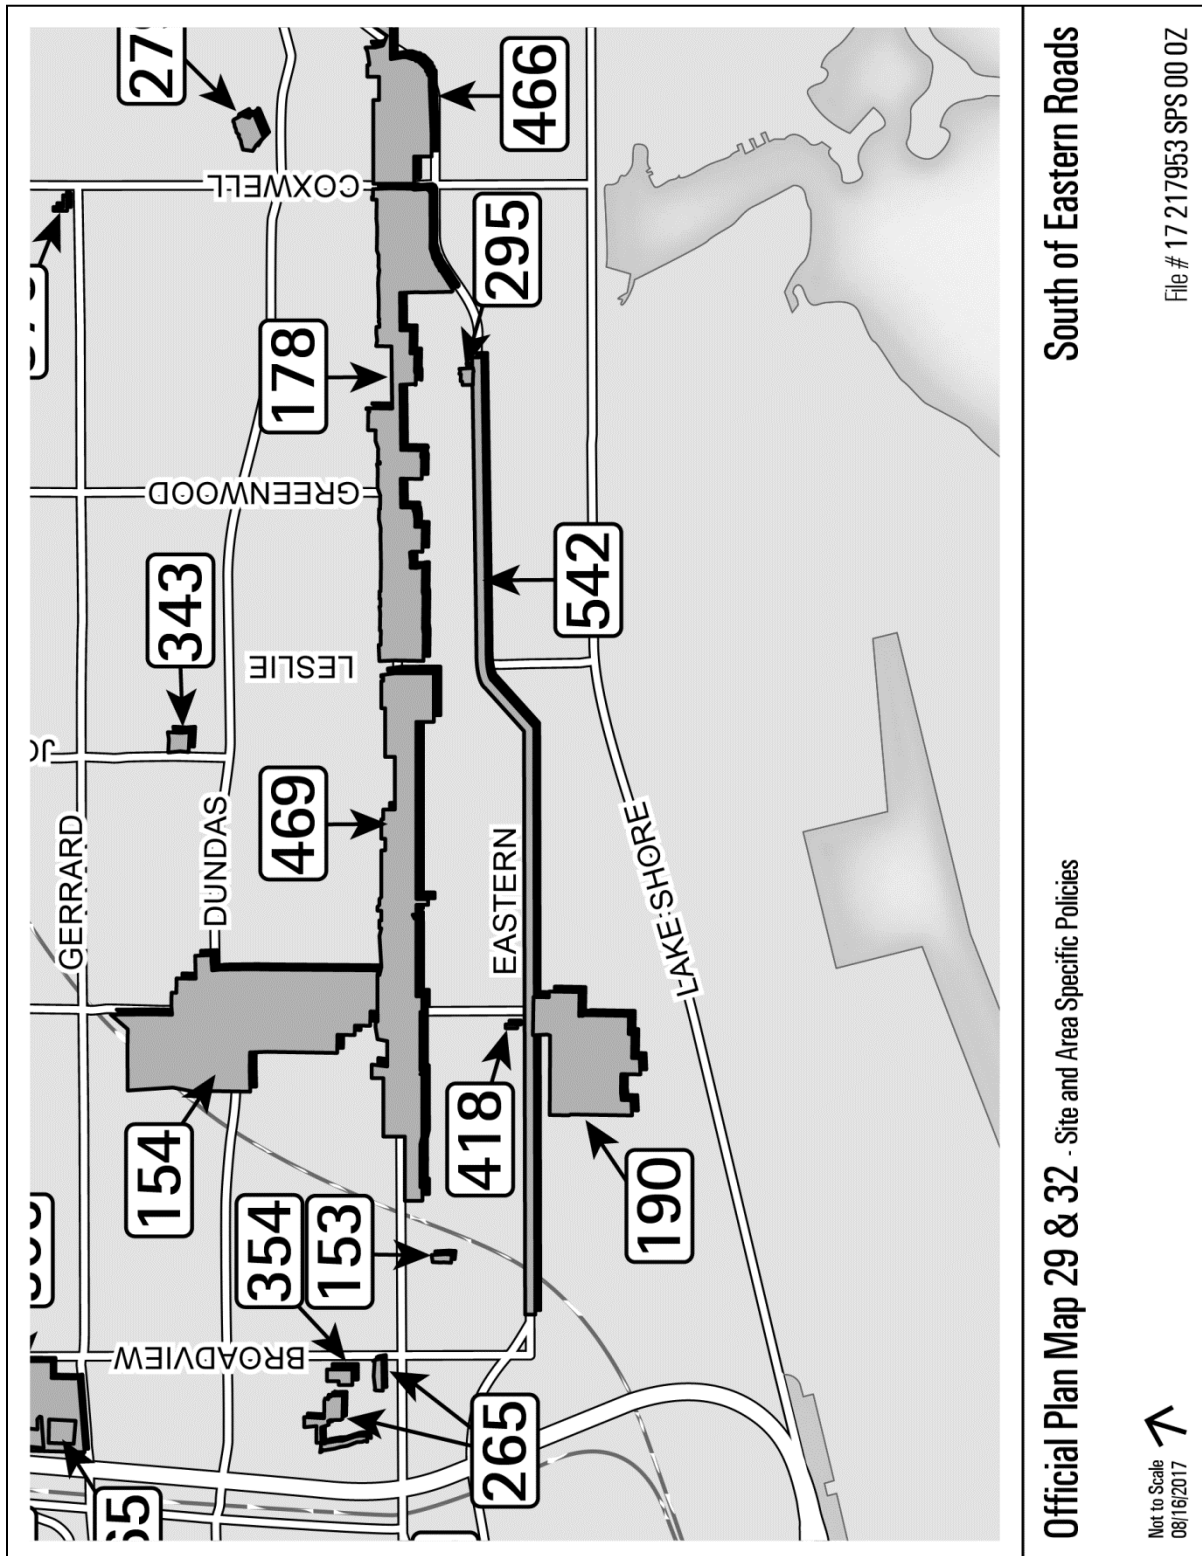 GERRARD
DUNDAS
COXWELL
GREENWOOD
LESLIE
BROADVIEW
EASTERN
LAKE SHORE
343
178
466
295
542
469
154
354
153
418
190
265
Official Plan Map 29 & 32 - Site and Area Specific Policies
South of Eastern Roads
Not to Scale
08/16/2017
File # 17 217953 SPS 00 OZ